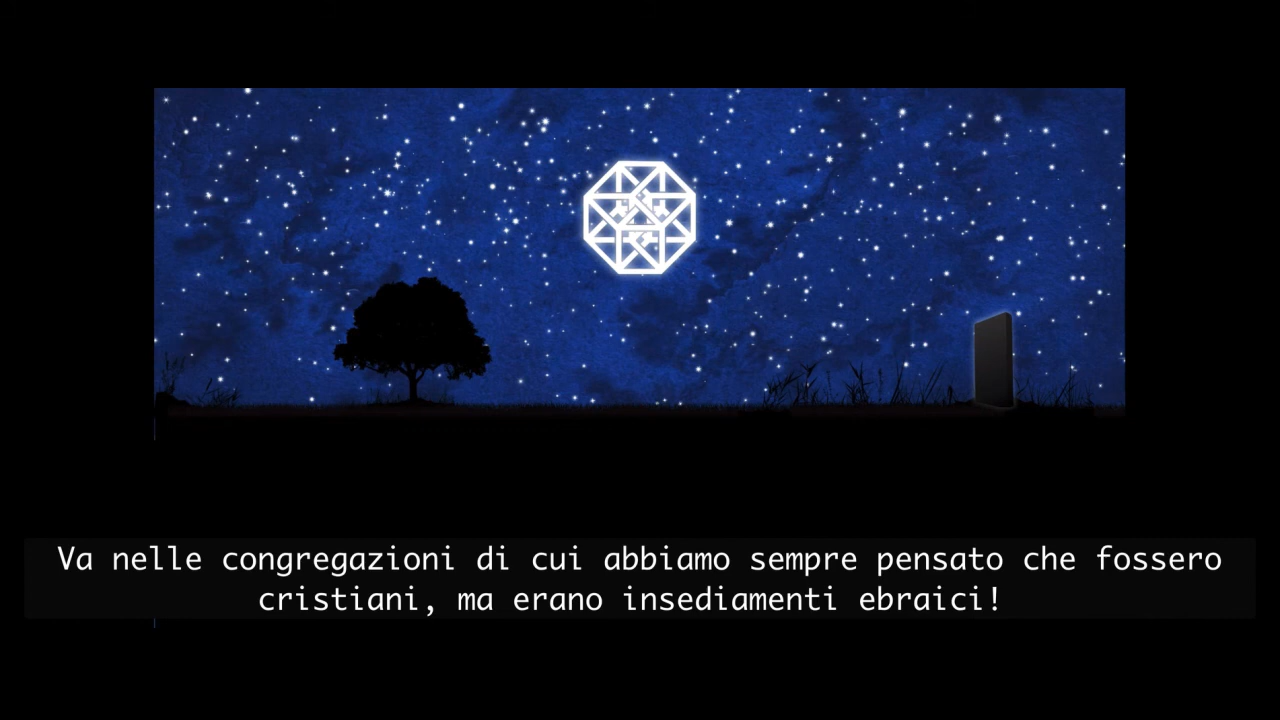 Va nelle congregazioni di cui abbiamo sempre pensato che fossero
cristiani, ma erano insediamenti ebraici!